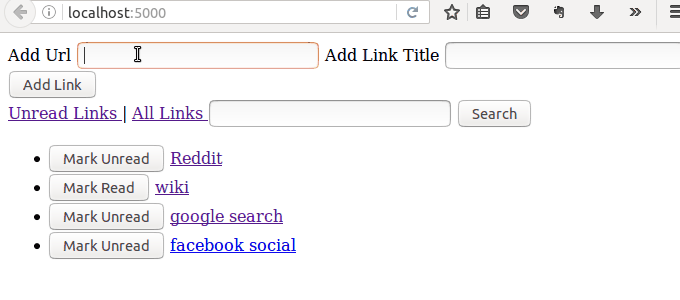 localhost:5000
Add Url Add Link Title
Add Link
Unread Links | All Links Search
Mark Unread Reddit
Mark Read wiki
Mark Unread google search
Mark Unread facebook social